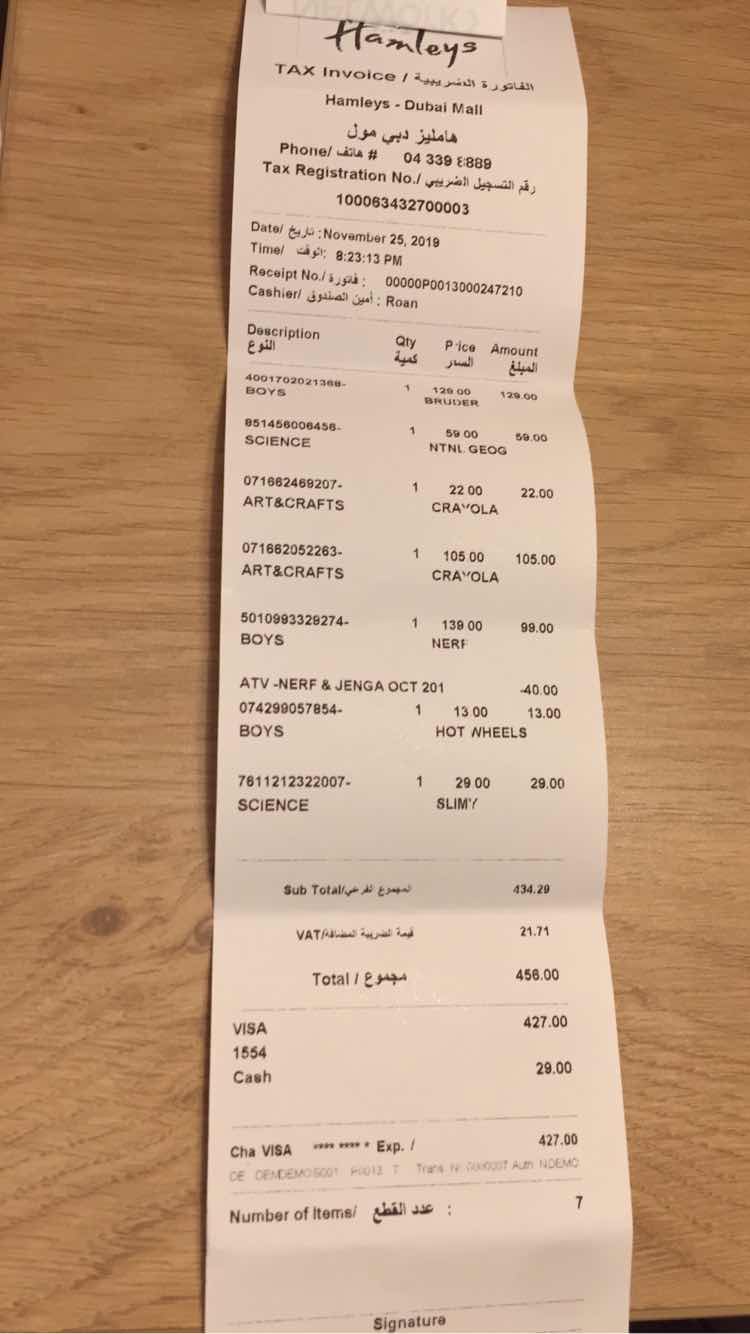 Hamleys
TAX Invoice / الفاتورة الضريبية
Hamleys - Dubai Mall
هامليز دبي مول
Phone/ هاتف # 04 339 8889
Tax Registration No./ رقم التسجيل الضريبي
100063432700003
Date/ تاريخ :November 25, 2019
Time/ الوقت: 8:23:13 PM
Receipt No./ فاتورة : 00000P0013000247210
Cashier/ أمين الصندوق : Roan
Description Qty Price Amount
النوع كمية السعر المبلغ
4001702021368- 1 129.00 129.00
BOYS BRUDER
851456006456- 1 59.00 59.00
SCIENCE NTNL GEOG
071662469207- 1 22.00 22.00
ART&CRAFTS CRAYOLA
071662052263- 1 105.00 105.00
ART&CRAFTS CRAYOLA
5010993329274- 1 139.00 99.00
BOYS NERF
ATV -NERF & JENGA OCT 201 -40.00
074299057854- 1 13.00 13.00
BOYS HOT WHEELS
7611212322007- 1 29.00 29.00
SCIENCE SLIMY
Sub Total/المجموع الفرعي 434.29
VAT/قيمة الضريبة المضافة 21.71
Total / مجموع 456.00
VISA 427.00
1554
Cash 29.00
Cha VISA **** **** * Exp. / 427.00
Auth NDEMO
Number of Items/ عدد القطع : 7
Signature